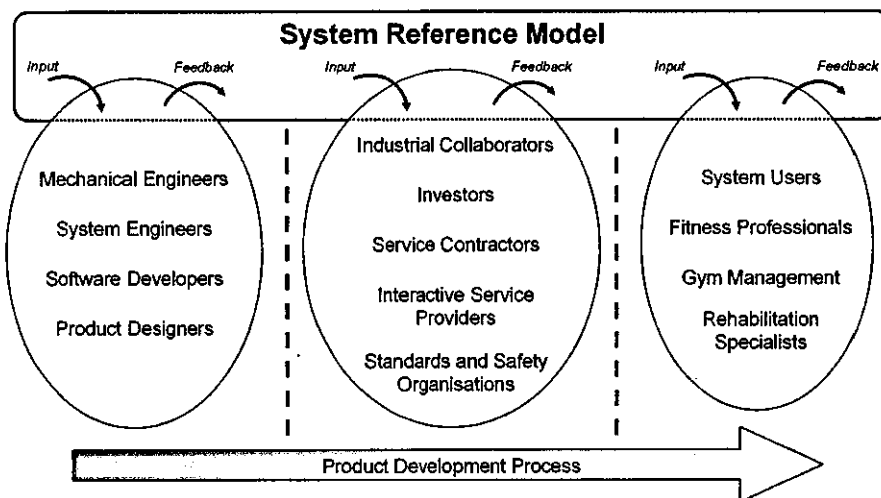 System Reference Model
Input
Feedback
Input
Feedback
Input
Feedback
Mechanical Engineers
System Engineers
Software Developers
Product Designers
Industrial Collaborators
Investors
Service Contractors
Interactive Service
Providers
Standards and Safety
Organisations
System Users
Fitness Professionals
Gym Management
Rehabilitation
Specialists
Product Development Process